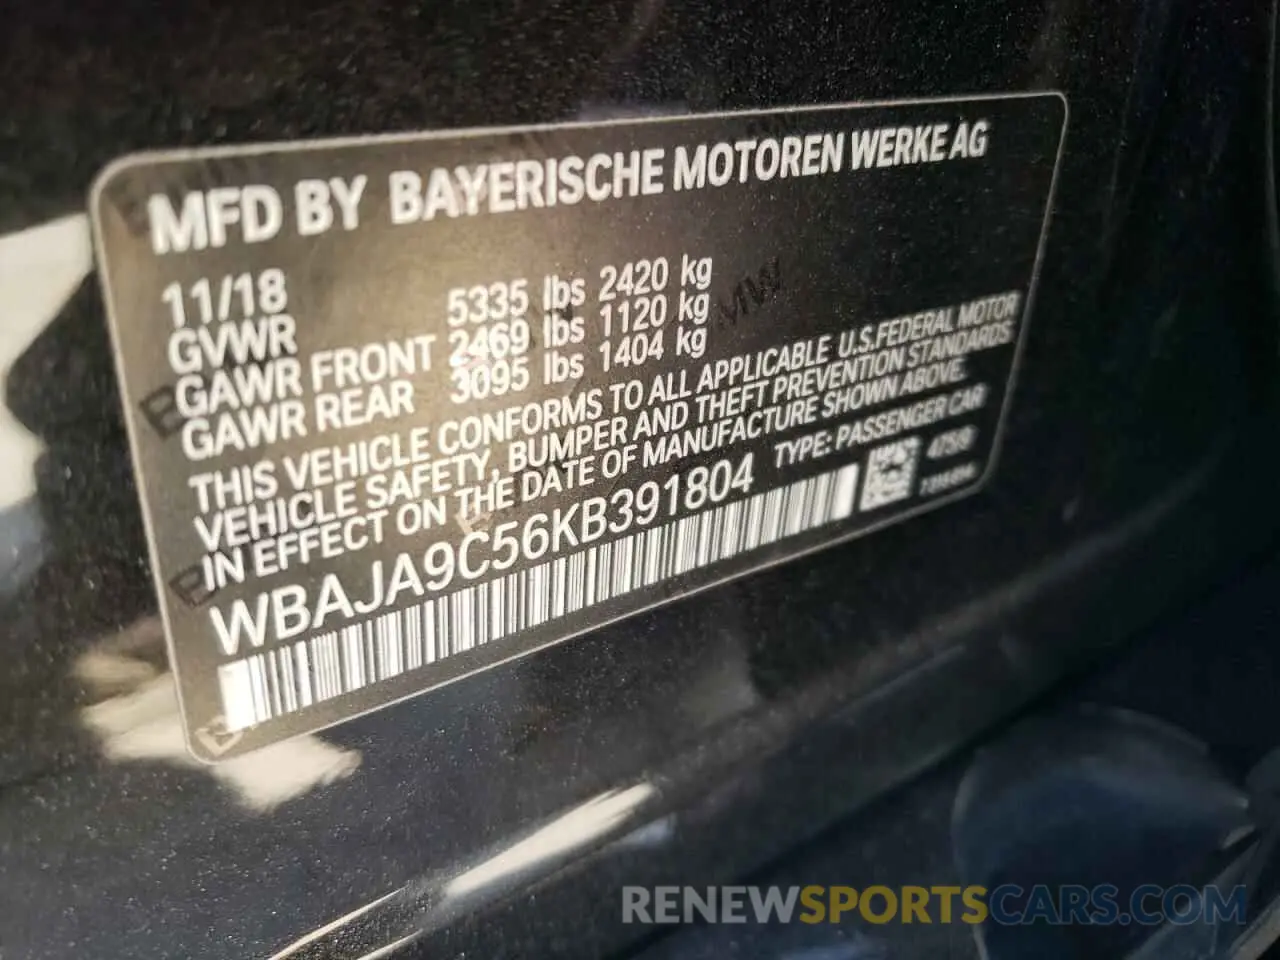 MFD BY BAYERISCHE MOTOREN WERKE AG
11/18
GVWR 5335 lbs 2420 kg
GAWR FRONT 2469 lbs 1120 kg
GAWR REAR 3095 lbs 1404 kg
THIS VEHICLE CONFORMS TO ALL APPLICABLE U.S.FEDERAL MOTOR
VEHICLE SAFETY, BUMPER AND THEFT PREVENTION STANDARDS
IN EFFECT ON THE DATE OF MANUFACTURE SHOWN ABOVE.
WBAJA9C56KB391804 TYPE: PASSENGER CAR
RENEWSPORTSCARS.COM